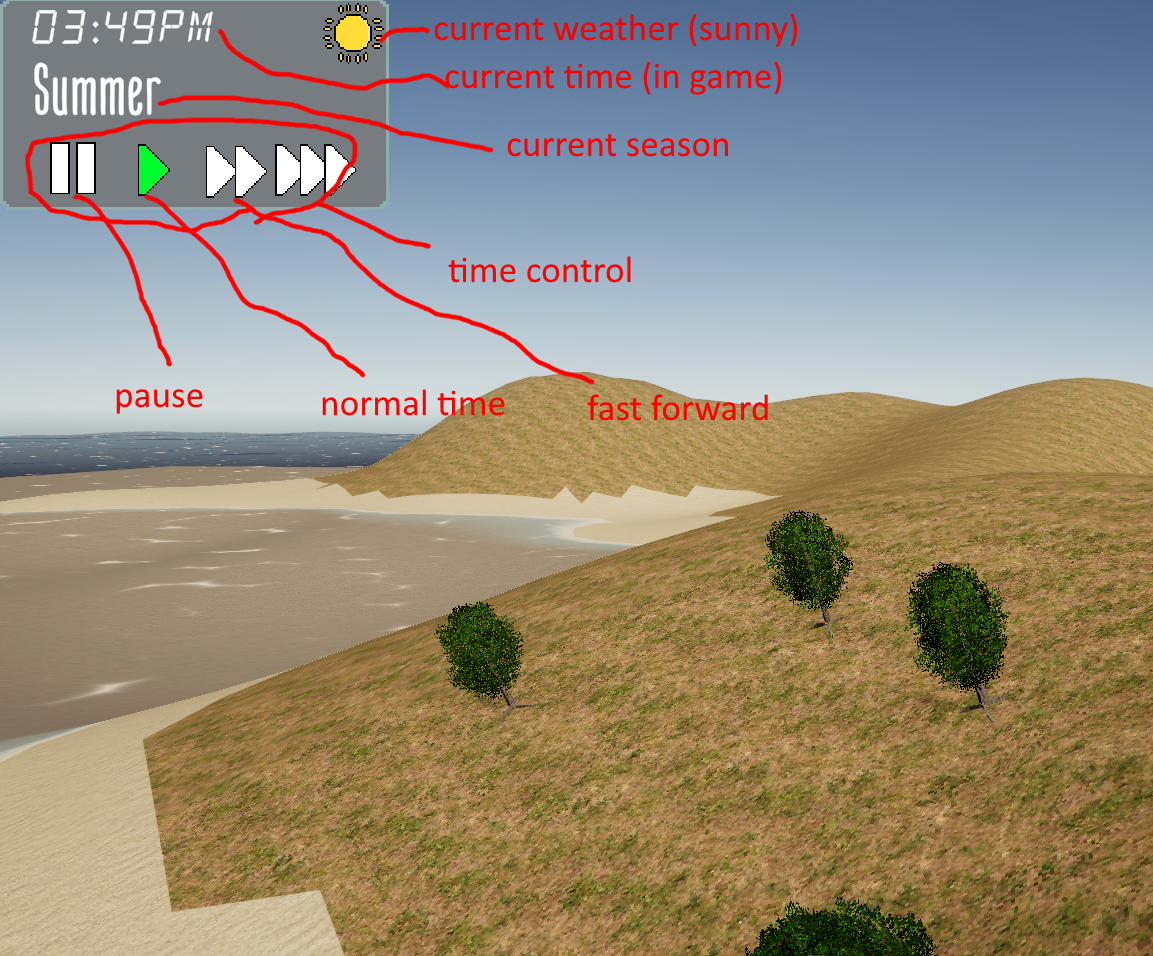 03:49PM
current weather (sunny)
current time (in game)
Summer
current season
time control
pause
normal time
fast forward